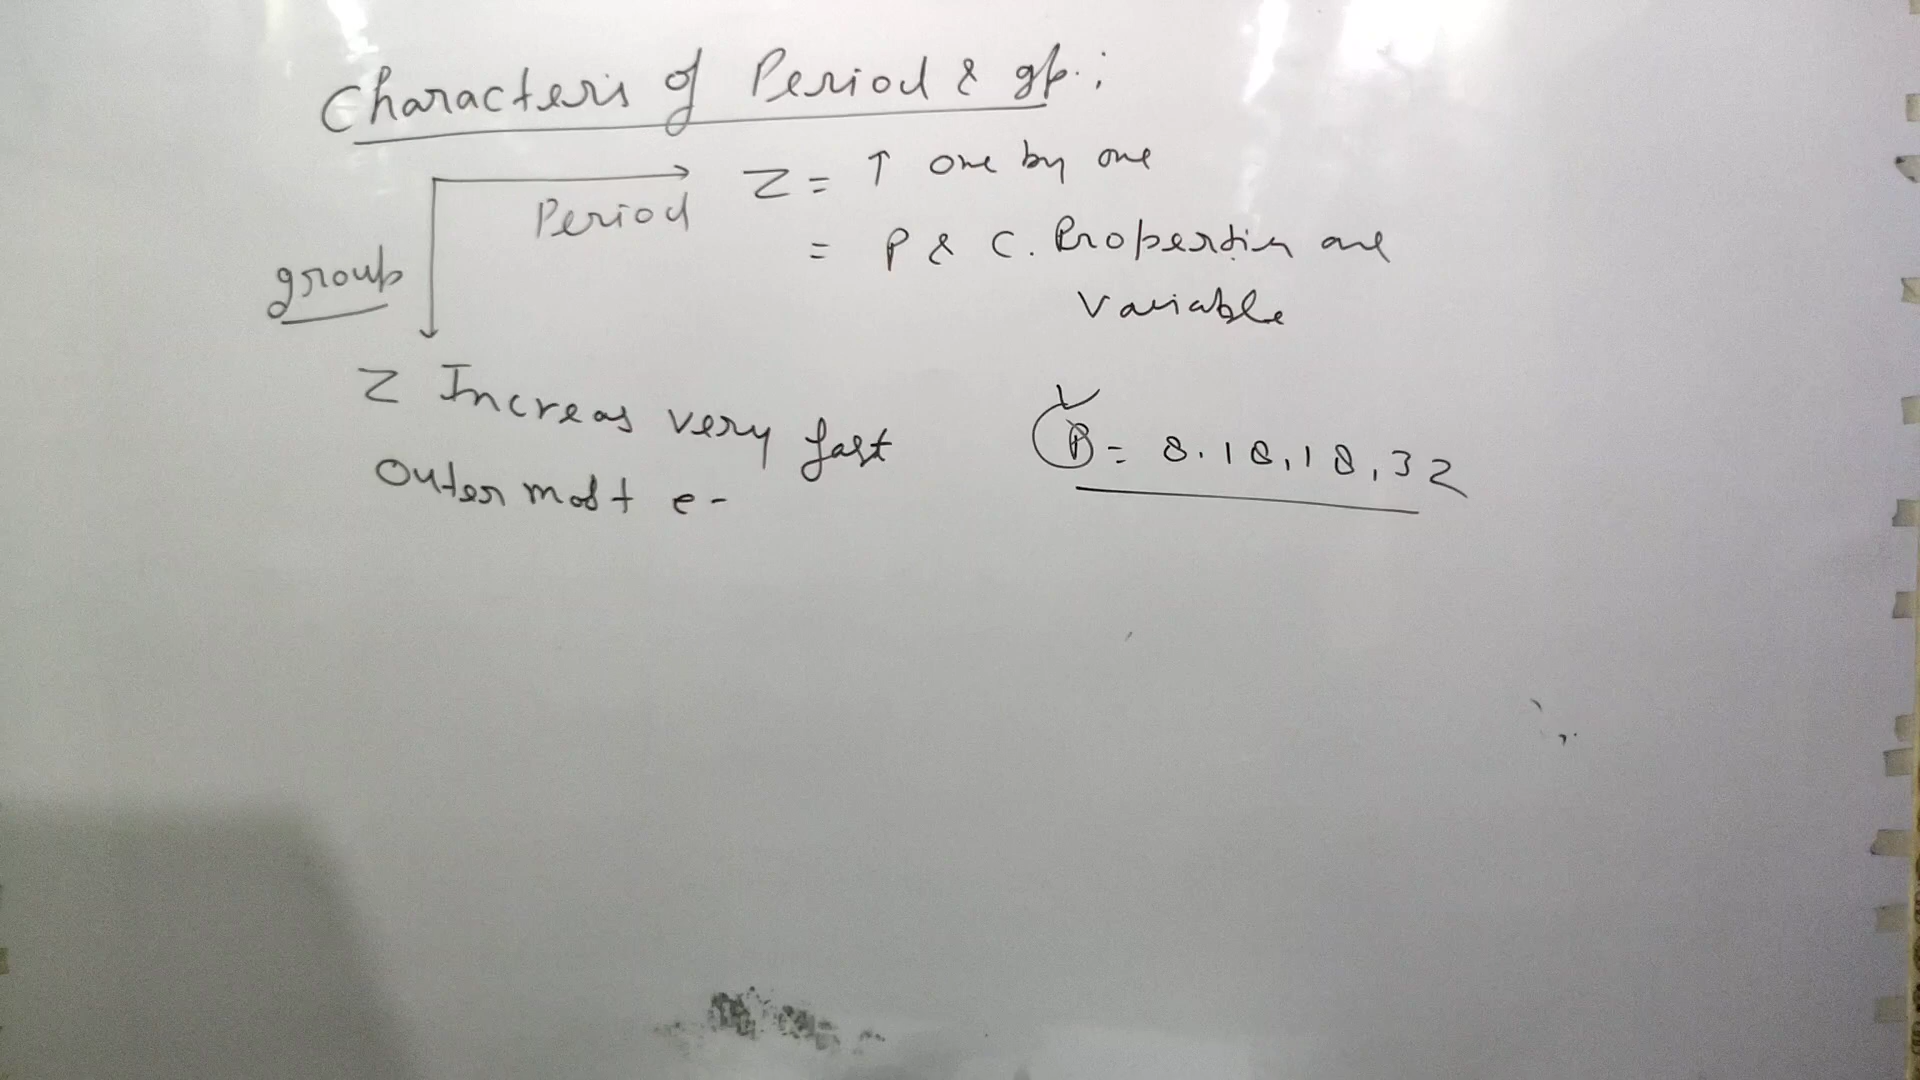 Characteris of Period & gp.:
Period
Z = ↑ one by one
group
= P & C. Properties are
Variable
Z Increas very fast
= 8.18,18,32
Outer most e-